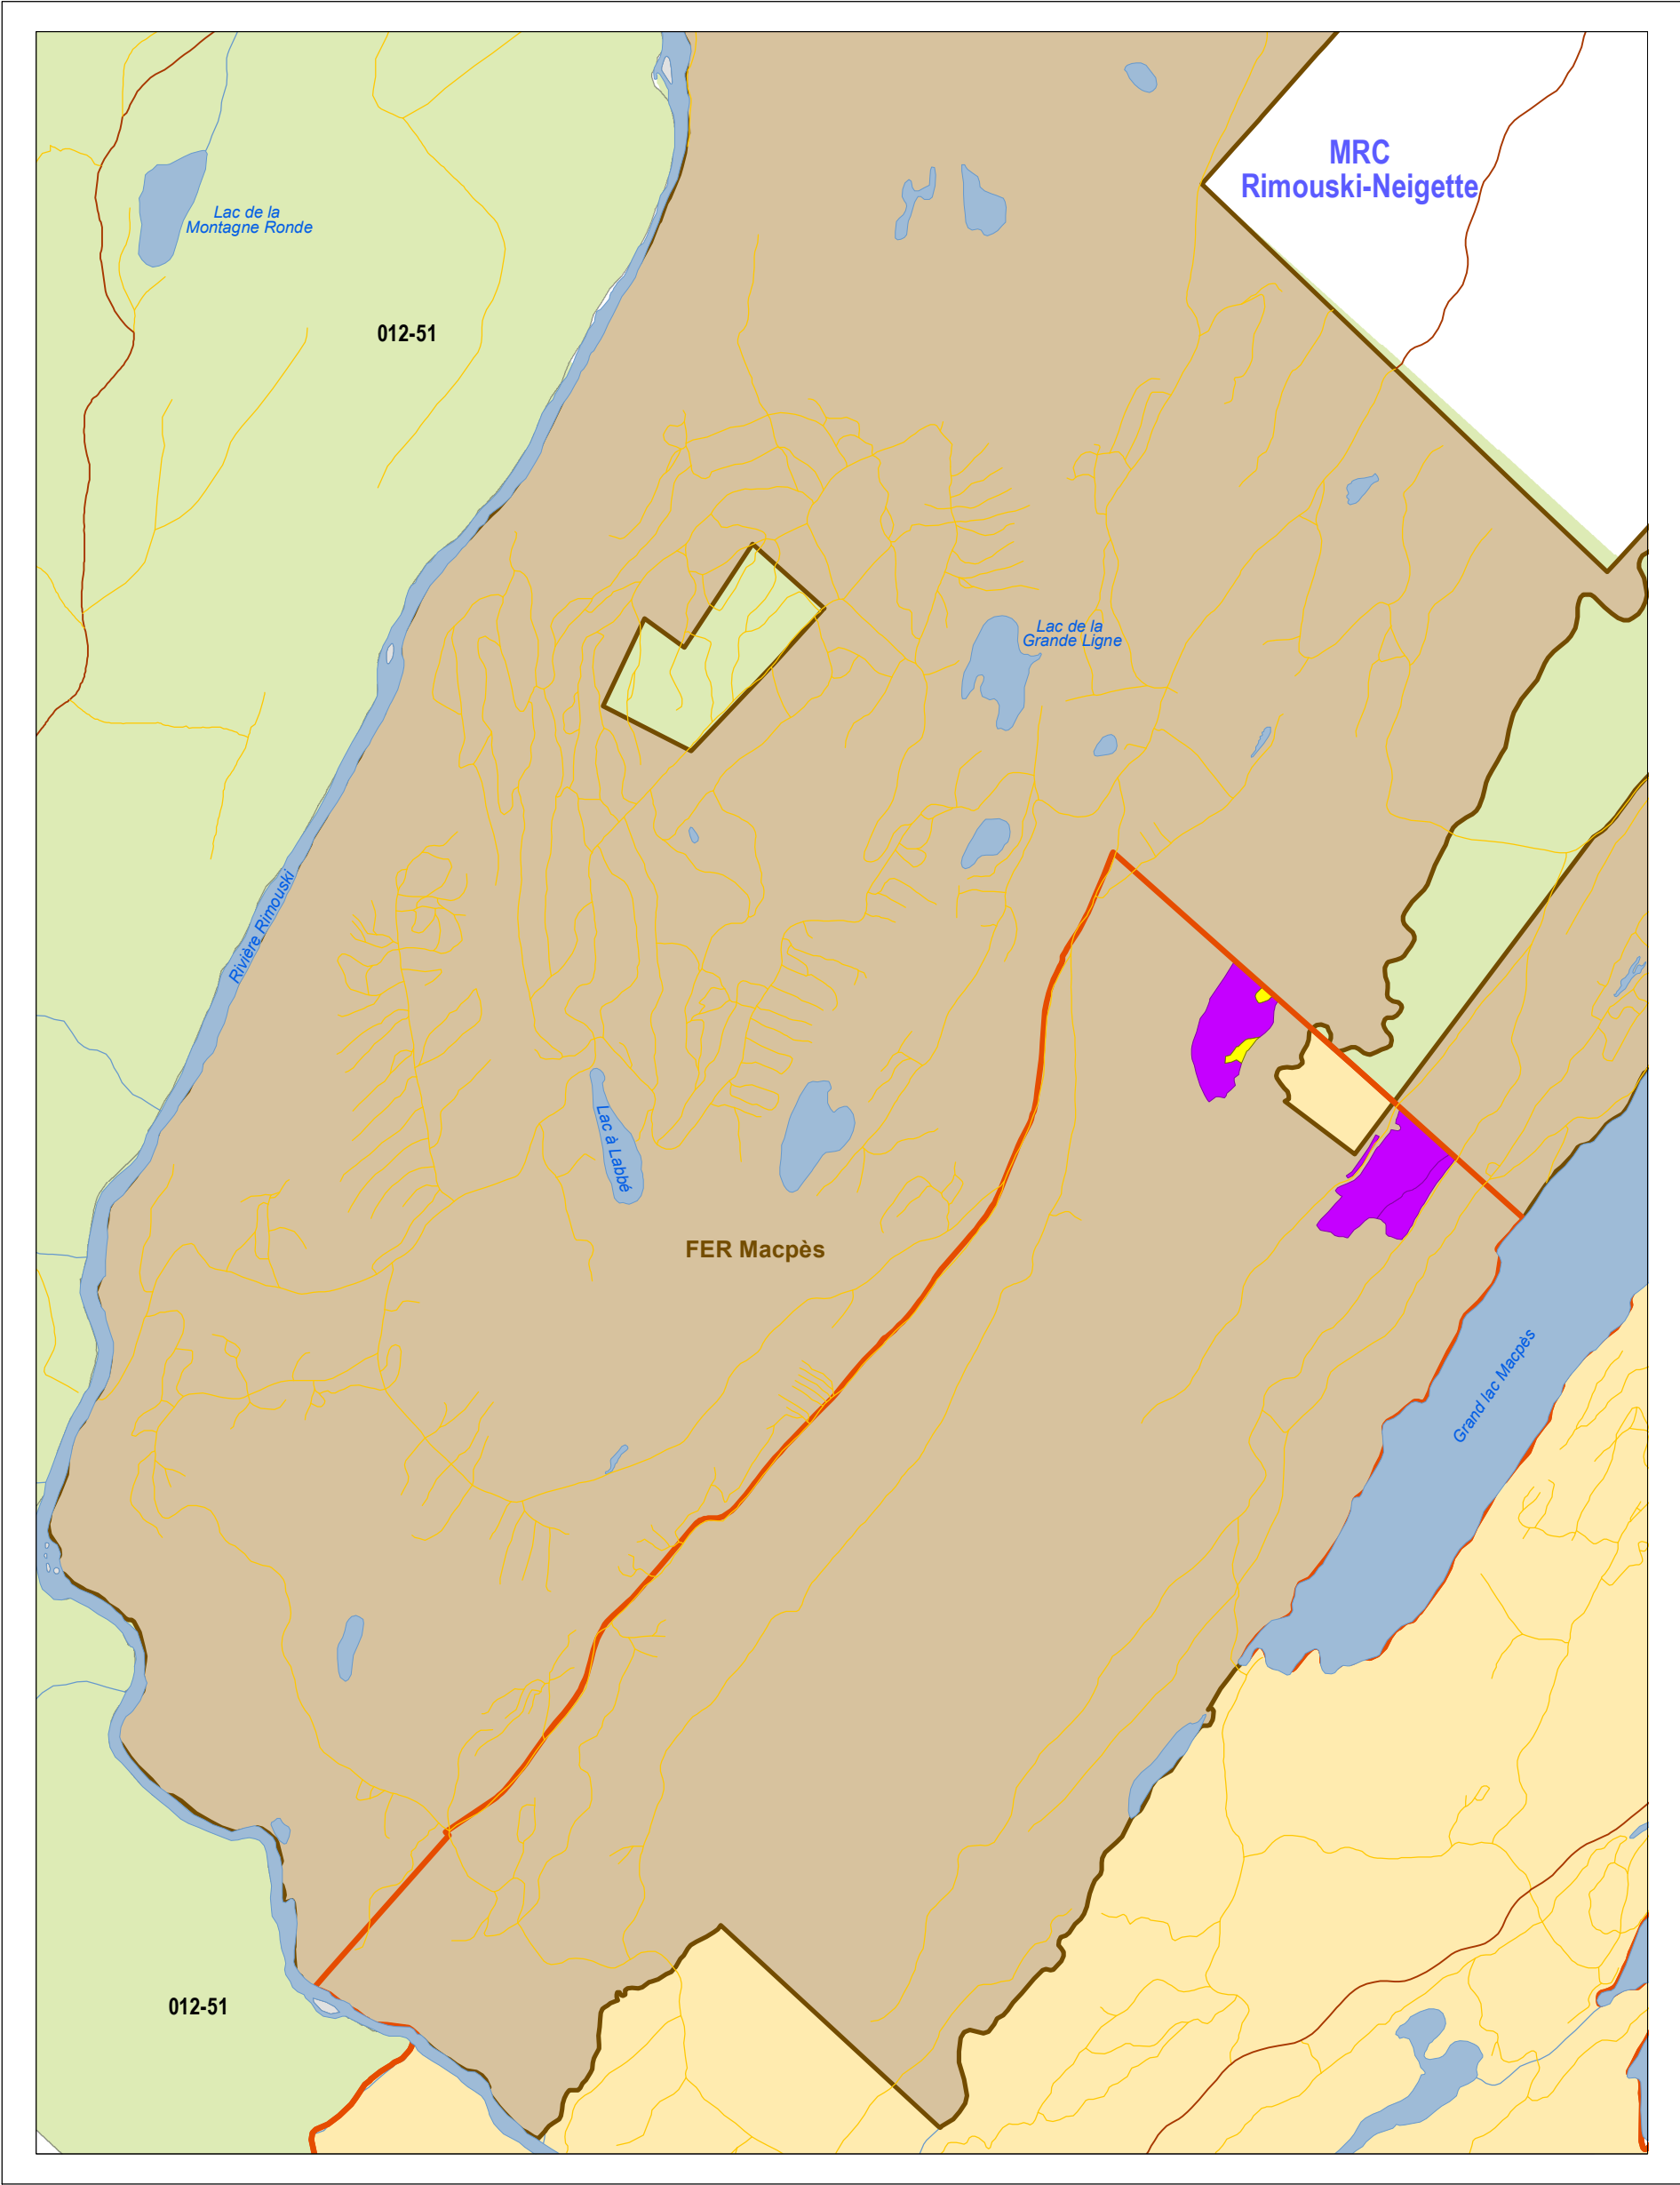 MRC
Rimouski-Neigette
Lac de la
Montagne Ronde
012-51
Lac de la
Grande Ligne
Rivière Rimouski
Lac à Labbé
FER Macpès
Grand lac Macpès
012-51